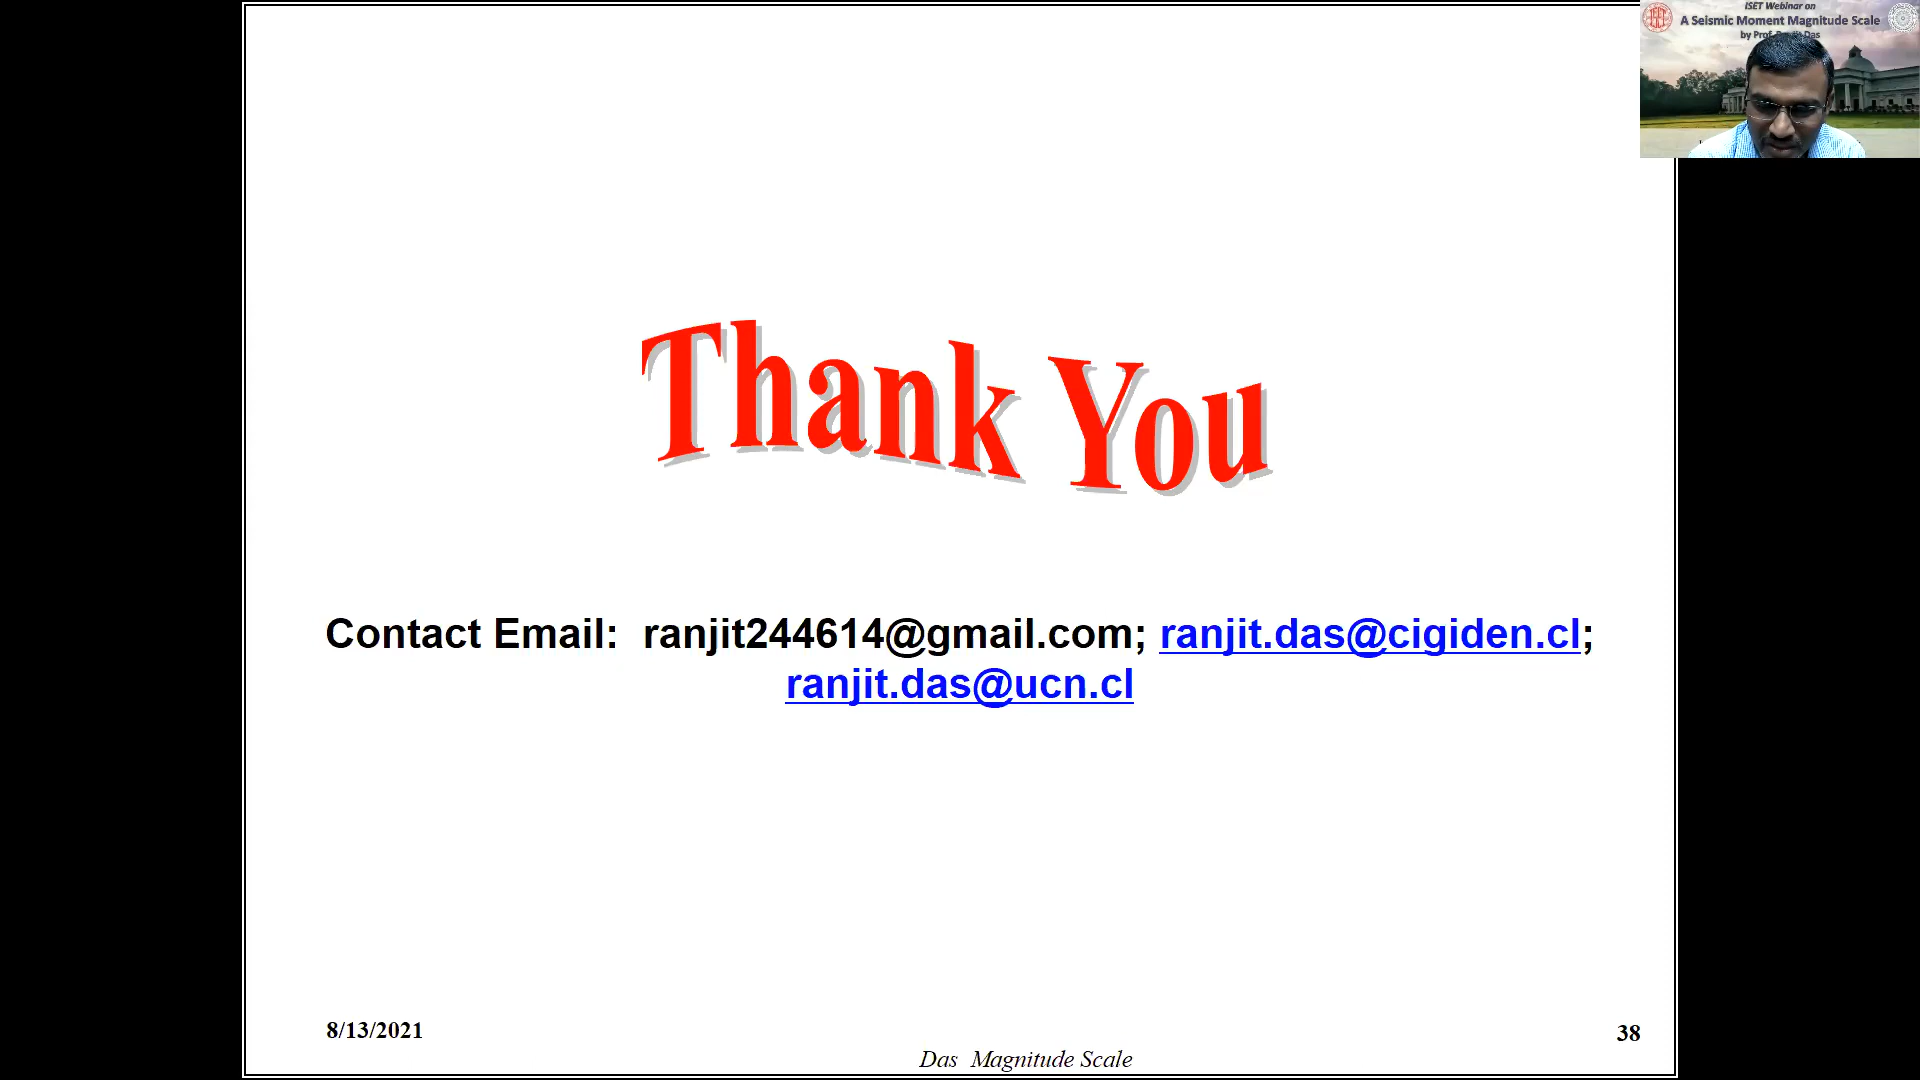 ISET Webinar on
A Seismic Moment Magnitude Scale
by Prof. Ranjit Das
Thank You
Contact Email:  ranjit244614@gmail.com; ranjit.das@cigiden.cl;
ranjit.das@ucn.cl
8/13/2021
38
Das  Magnitude Scale